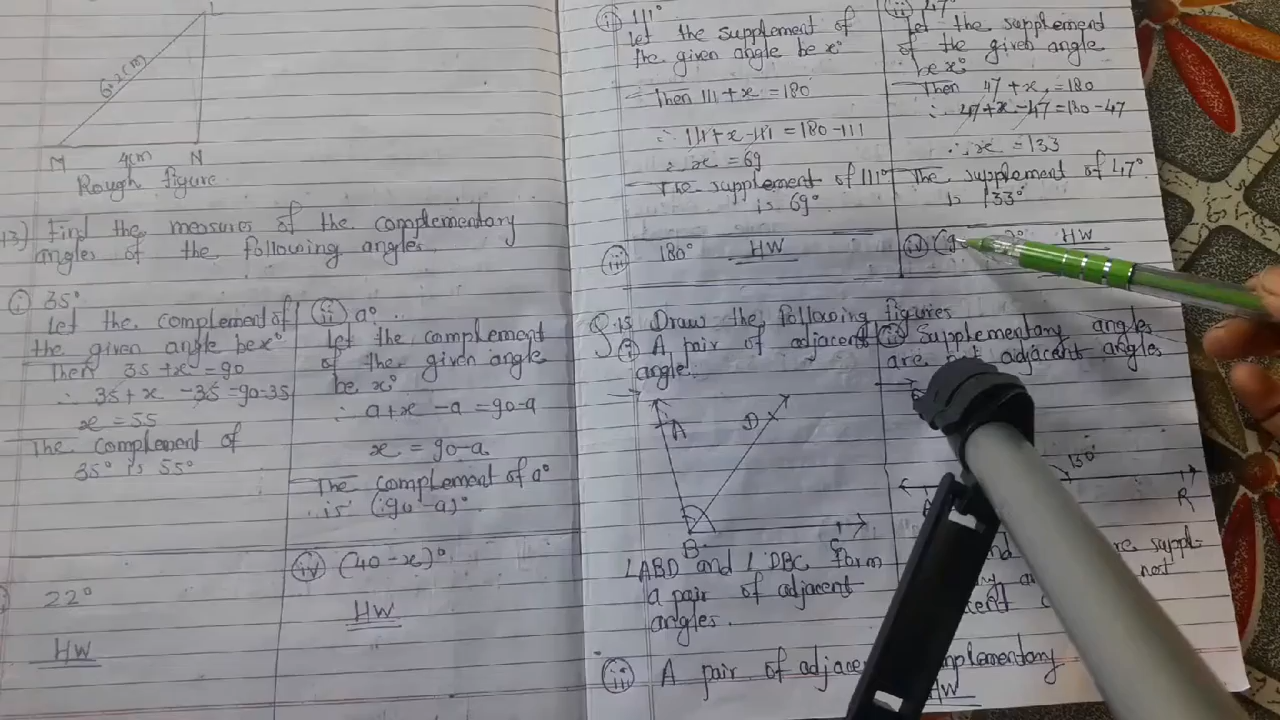 6.2cm
M 4cm N
Rough figure
13) Find the measures of the complementary
angles of the following angles.
(i) 35°
Let the complement of
the given angle be x°
Then 35 + x = 90
∴ 35 + x - 35 = 90 - 35
x = 55
The complement of
35° is 55°
(ii) a°.
Let the complement
of the given angle
be x°
∴ a + x - a = 90 - a
x = 90 - a
The complement of a°
is (90 - a)°
22°
HW
(iv) (40 - x)°
HW
(i) 111°
Let the supplement of
the given angle be x°
Then 111 + x = 180
∴ 111 + x - 111 = 180 - 111
∴ x = 69
The supplement of 111°
is 69°
(ii) 47°
Let the supplement
of the given angle
be x°
Then 47 + x = 180
∴ 47 + x - 47 = 180 - 47
∴ x = 133
The supplement of 47°
is 133°
(iii) 180° HW
(iv) HW
Q.15 Draw the following figures
(i) A pair of adjacent
angle.
A D
B C
∠ABD and ∠DBC form
a pair of adjacent
angles.
Supplementary angles
are not adjacent angles
150°
R
are
not
(ii) A pair of
HW